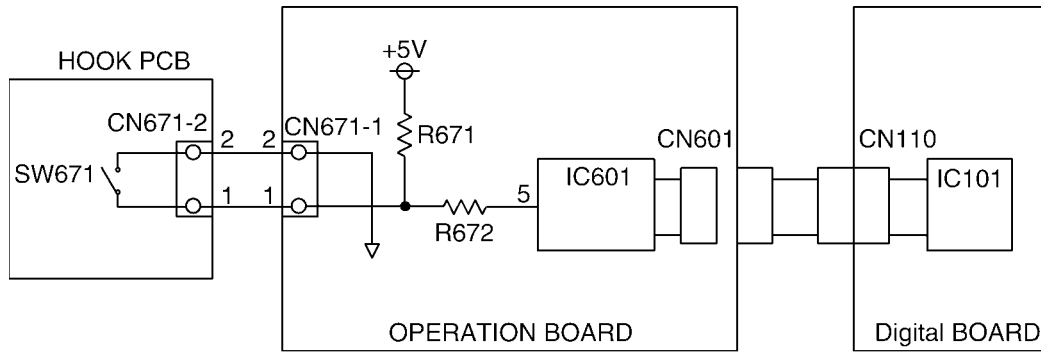 HOOK PCB
+5V
CN671-2
2
2
CN671-1
R671
CN601
CN110
SW671
IC601
IC101
1
1
5
R672
OPERATION BOARD
Digital BOARD